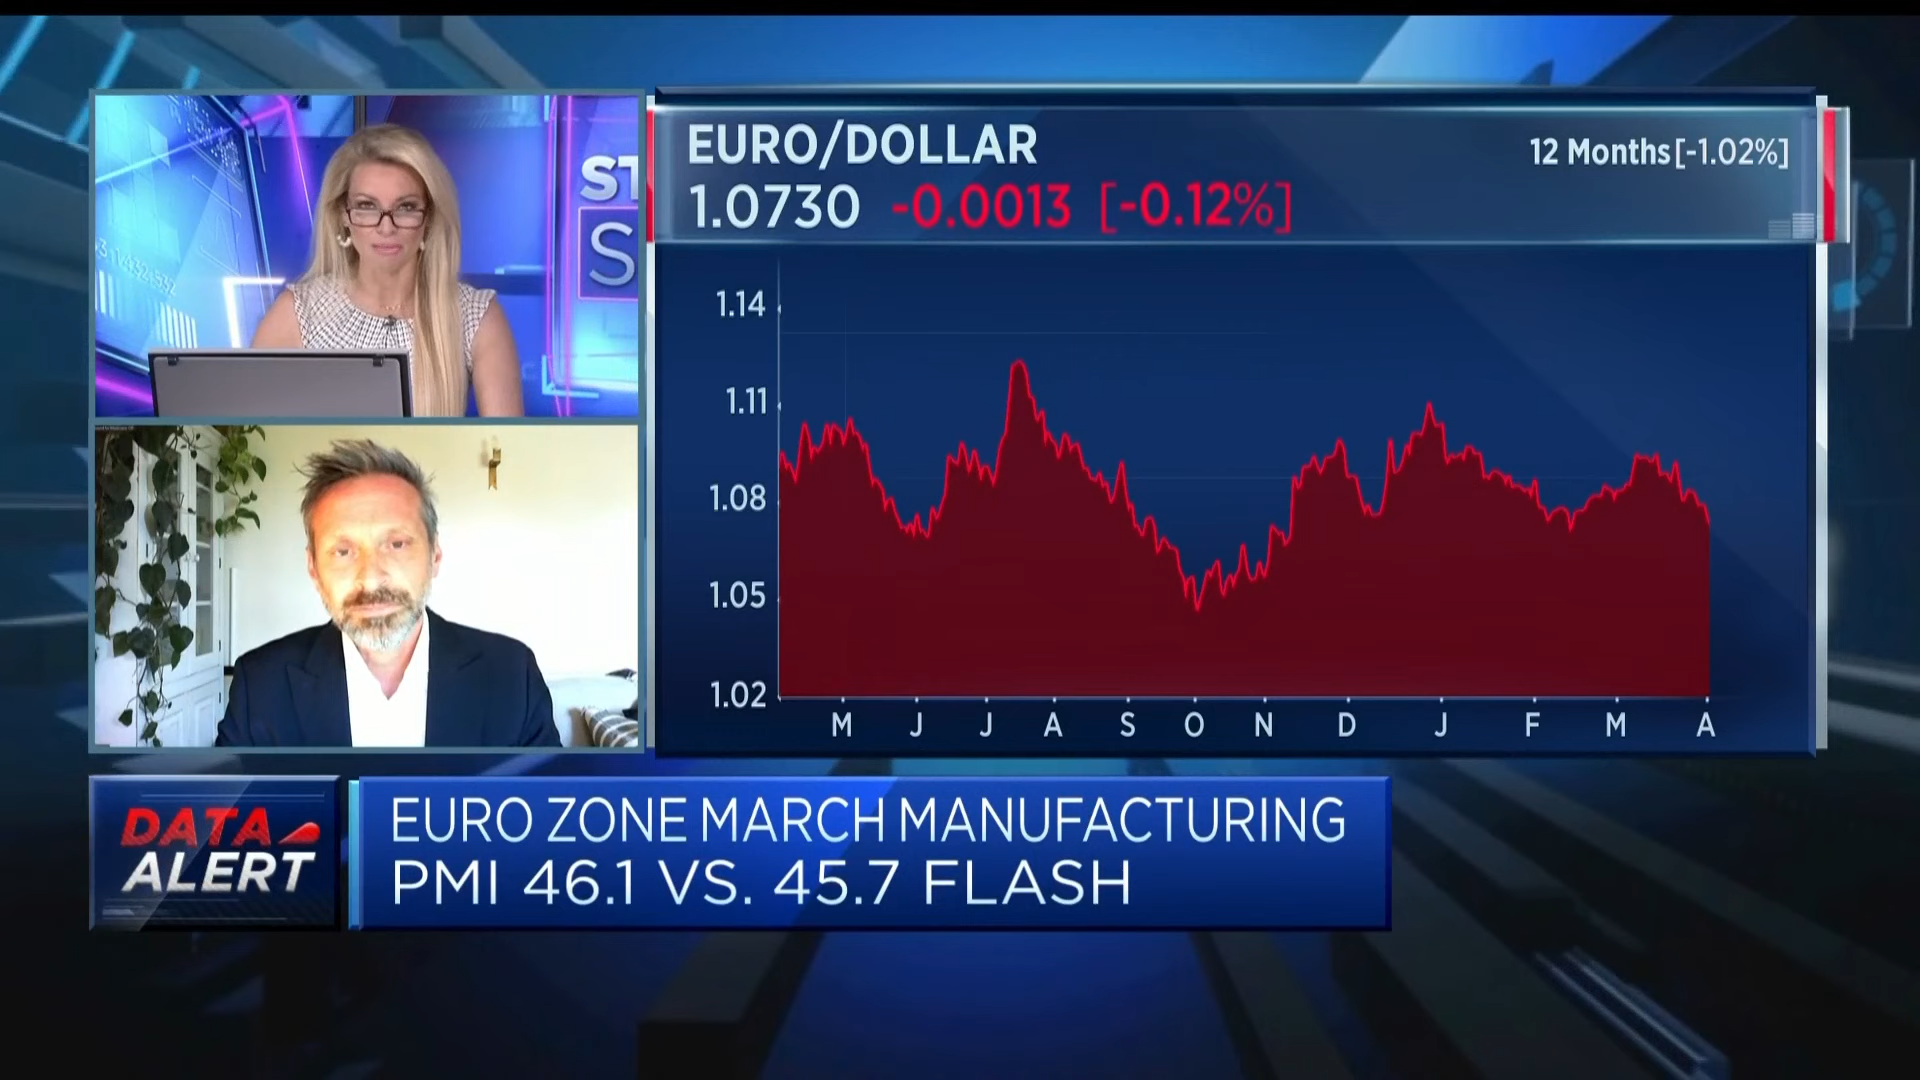 ST
S
EURO/DOLLAR
12 Months [-1.02%]
1.0730 -0.0013 [-0.12%]
1.14
1.11
1.08
1.05
1.02
M J J A S O N D J F M A
DATA
ALERT
EURO ZONE MARCH MANUFACTURING
PMI 46.1 VS. 45.7 FLASH